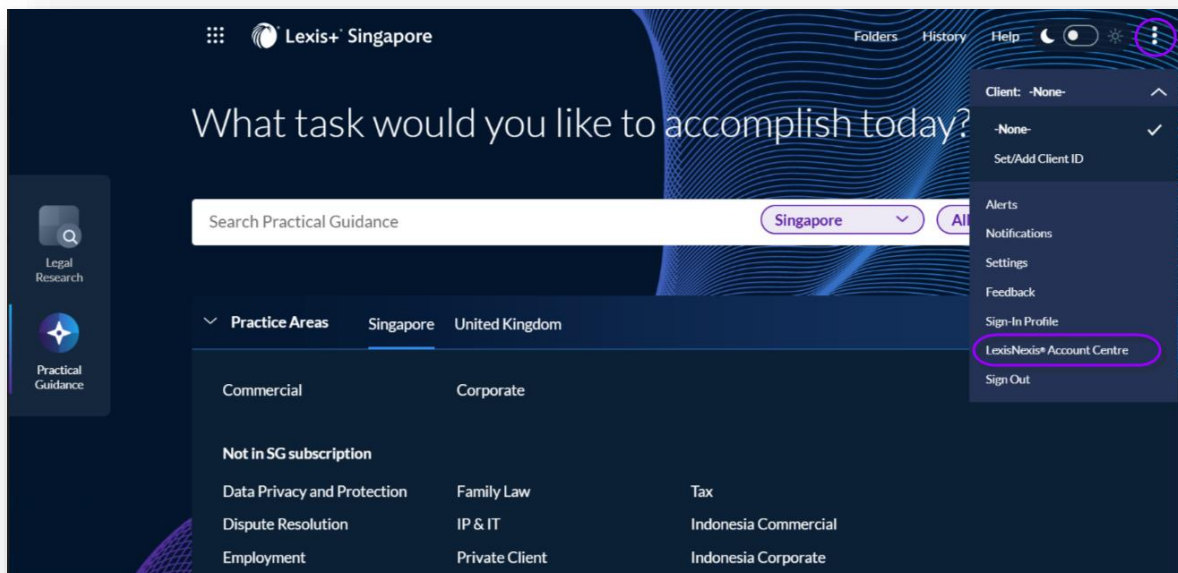 Lexis+ Singapore
Folders History Help
Client: -None-
-None-
Set/Add Client ID
Alerts
Notifications
Settings
Feedback
Sign-In Profile
LexisNexis® Account Centre
Sign Out
What task would you like to accomplish today?
Search Practical Guidance Singapore
Legal
Research
Practical
Guidance
Practice Areas Singapore United Kingdom
Commercial Corporate
Not in SG subscription
Data Privacy and Protection Family Law Tax
Dispute Resolution IP & IT Indonesia Commercial
Employment Private Client Indonesia Corporate